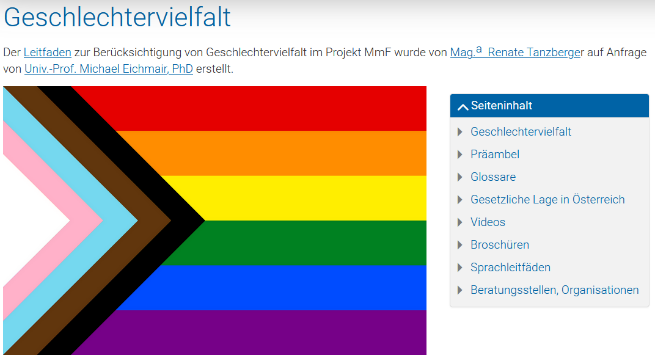 Geschlechtervielfalt
Der Leitfaden zur Berücksichtigung von Geschlechtervielfalt im Projekt MmF wurde von Mag.a Renate Tanzberger auf Anfrage
von Univ.-Prof. Michael Eichmair, PhD erstellt.
Seiteninhalt
Geschlechtervielfalt
Präambel
Glossare
Gesetzliche Lage in Österreich
Videos
Broschüren
Sprachleitfäden
Beratungsstellen, Organisationen